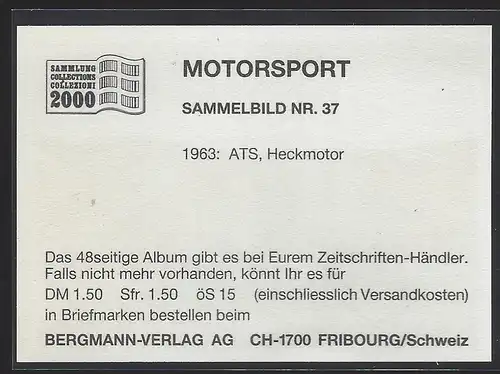 SAMMLUNG
COLLECTIONS
COLLEZIONI
2000
MOTORSPORT
SAMMELBILD NR. 37
1963: ATS, Heckmotor
Das 48seitige Album gibt es bei Eurem Zeitschriften-Händler.
Falls nicht mehr vorhanden, könnt Ihr es für
DM 1.50 Sfr. 1.50 öS 15 (einschliesslich Versandkosten)
in Briefmarken bestellen beim
BERGMANN-VERLAG AG CH-1700 FRIBOURG/Schweiz